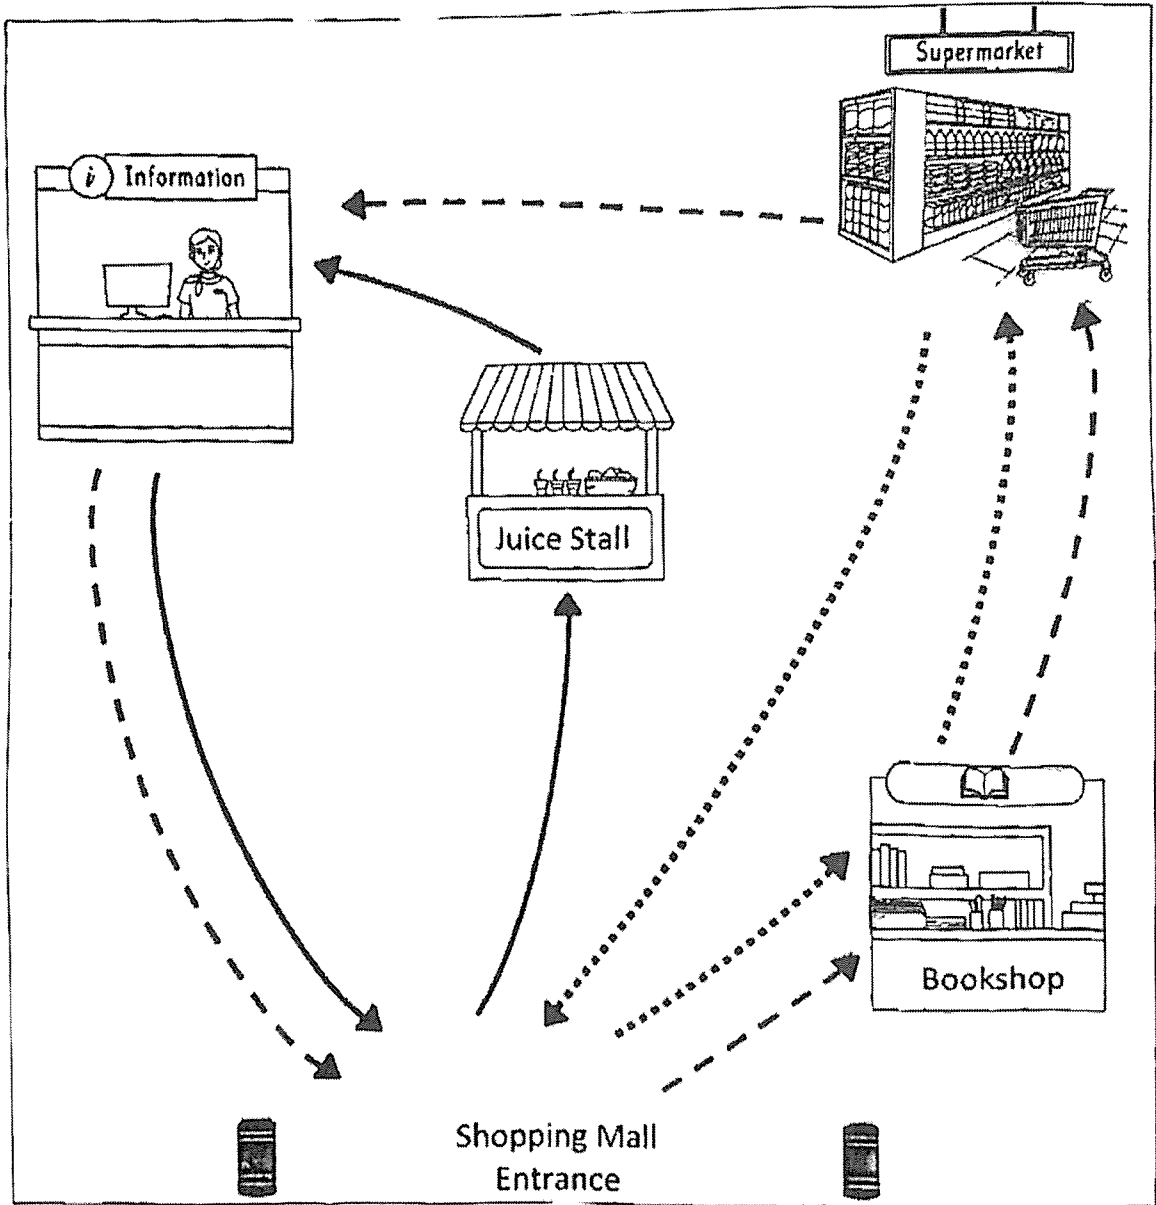 Supermarket
i Information
Juice Stall
Bookshop
Shopping Mall
Entrance